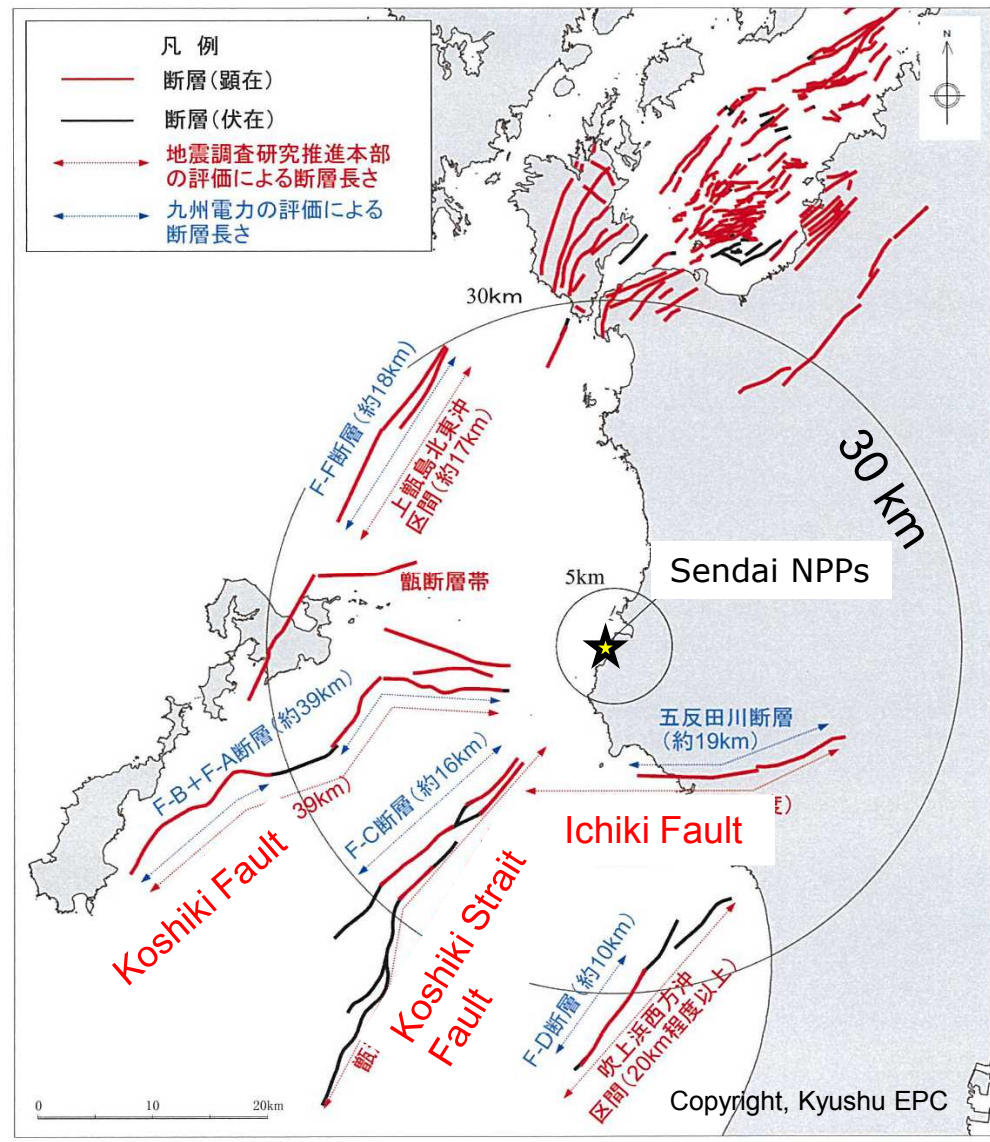 凡 例
断層(顕在)
断層(伏在)
地震調査研究推進本部
の評価による断層長さ
九州電力の評価による
断層長さ
N
30km
F-F断層(約18km)
上甑島北東沖
区間(約17km)
30 km
甑断層帯
5km
Sendai NPPs
F-B+F-A断層(約39km)
39km)
五反田川断層
(約19km)
F-C断層(約16km)
Ichiki Fault
Koshiki Fault
Koshiki Strait
Fault
F-D断層(約10km)
吹上浜西方沖
区間(20km程度以上)
甑
0 10 20km
Copyright, Kyushu EPC